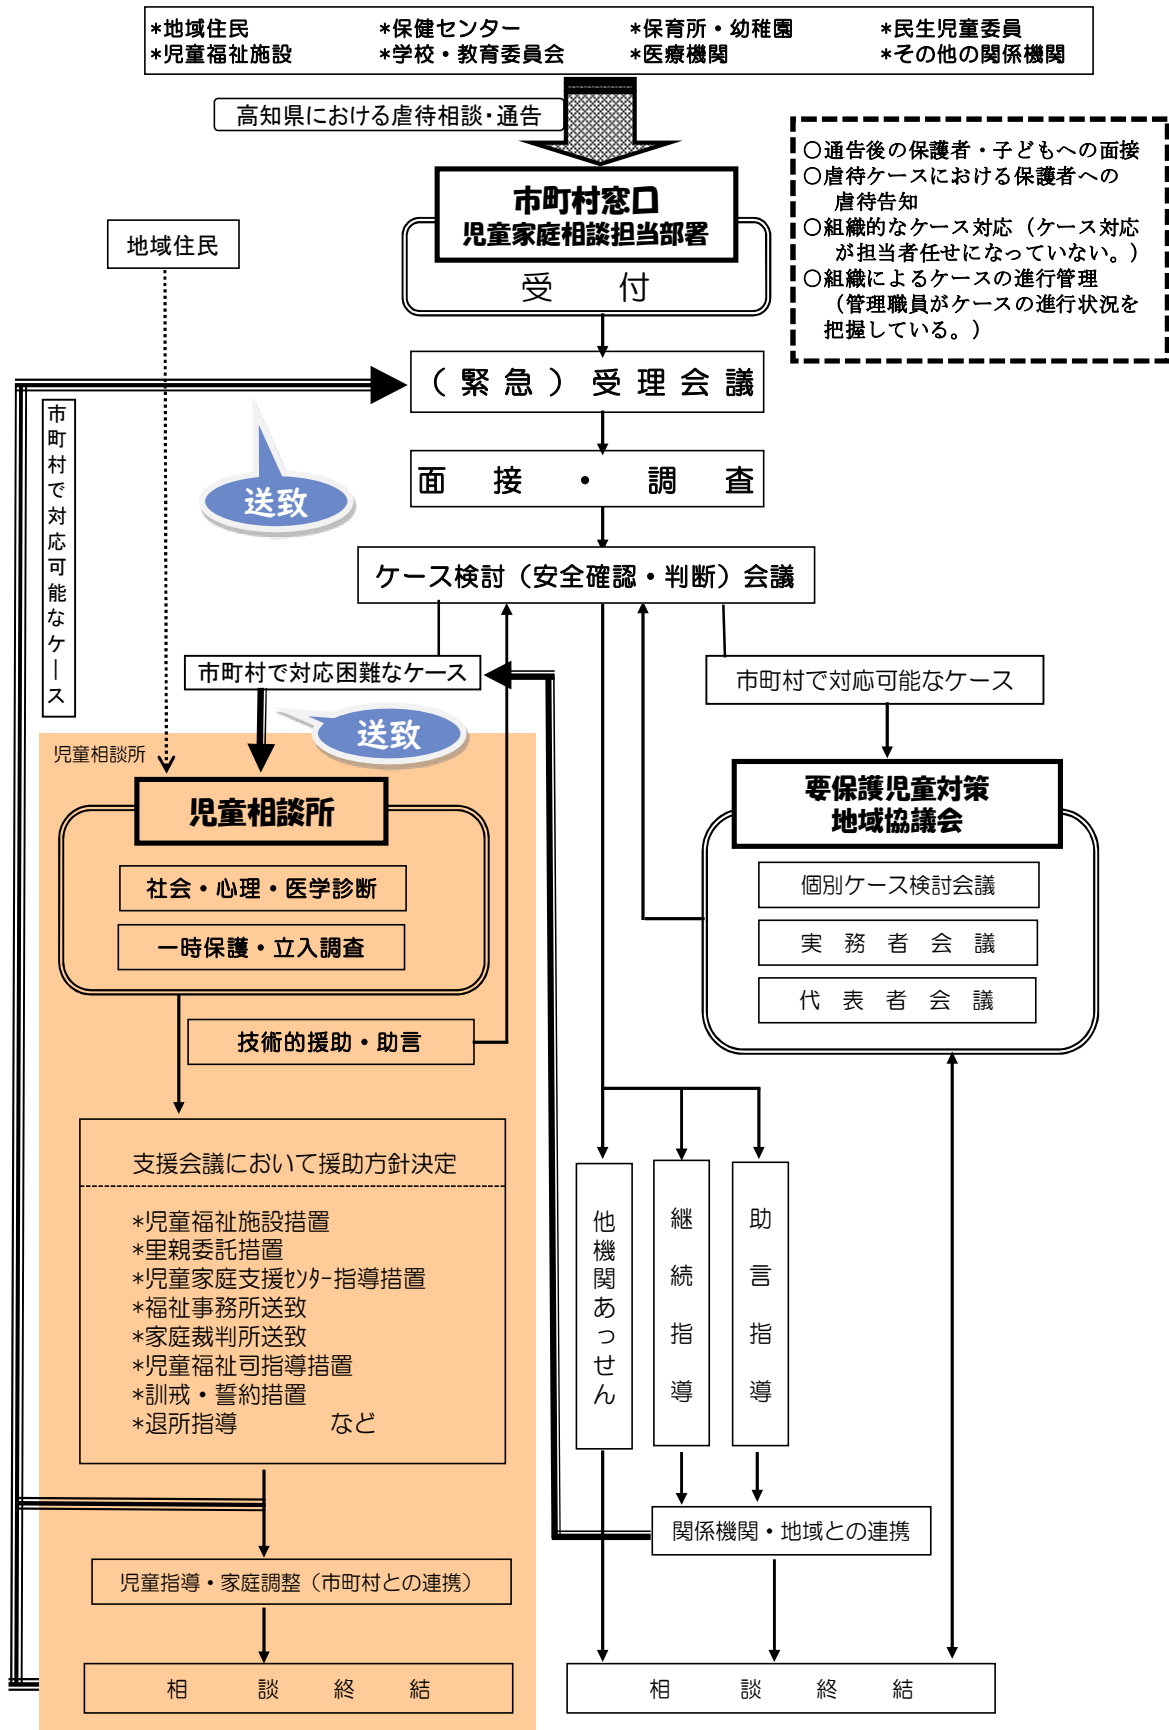 *地域住民　*保健センター　*保育所・幼稚園　*民生児童委員
*児童福祉施設　*学校・教育委員会　*医療機関　*その他の関係機関
高知県における虐待相談・通告
○通告後の保護者・子どもへの面接
○虐待ケースにおける保護者への
虐待告知
○組織的なケース対応（ケース対応
が担当者任せになっていない。）
○組織によるケースの進行管理
（管理職員がケースの進行状況を
把握している。）
市町村窓口
児童家庭相談担当部署
受　付
地域住民
（緊急）受理会議
市町村で対応可能なケース
送致
面接・調査
ケース検討（安全確認・判断）会議
市町村で対応困難なケース
市町村で対応可能なケース
送致
児童相談所
児童相談所
社会・心理・医学診断
一時保護・立入調査
技術的援助・助言
要保護児童対策
地域協議会
個別ケース検討会議
実務者会議
代表者会議
支援会議において援助方針決定
*児童福祉施設措置
*里親委託措置
*児童家庭支援ｾﾝﾀｰ指導措置
*福祉事務所送致
*家庭裁判所送致
*児童福祉司指導措置
*訓戒・誓約措置
*退所指導　など
他機関あっせん
継続指導
助言指導
関係機関・地域との連携
児童指導・家庭調整（市町村との連携）
相談終結
相談終結